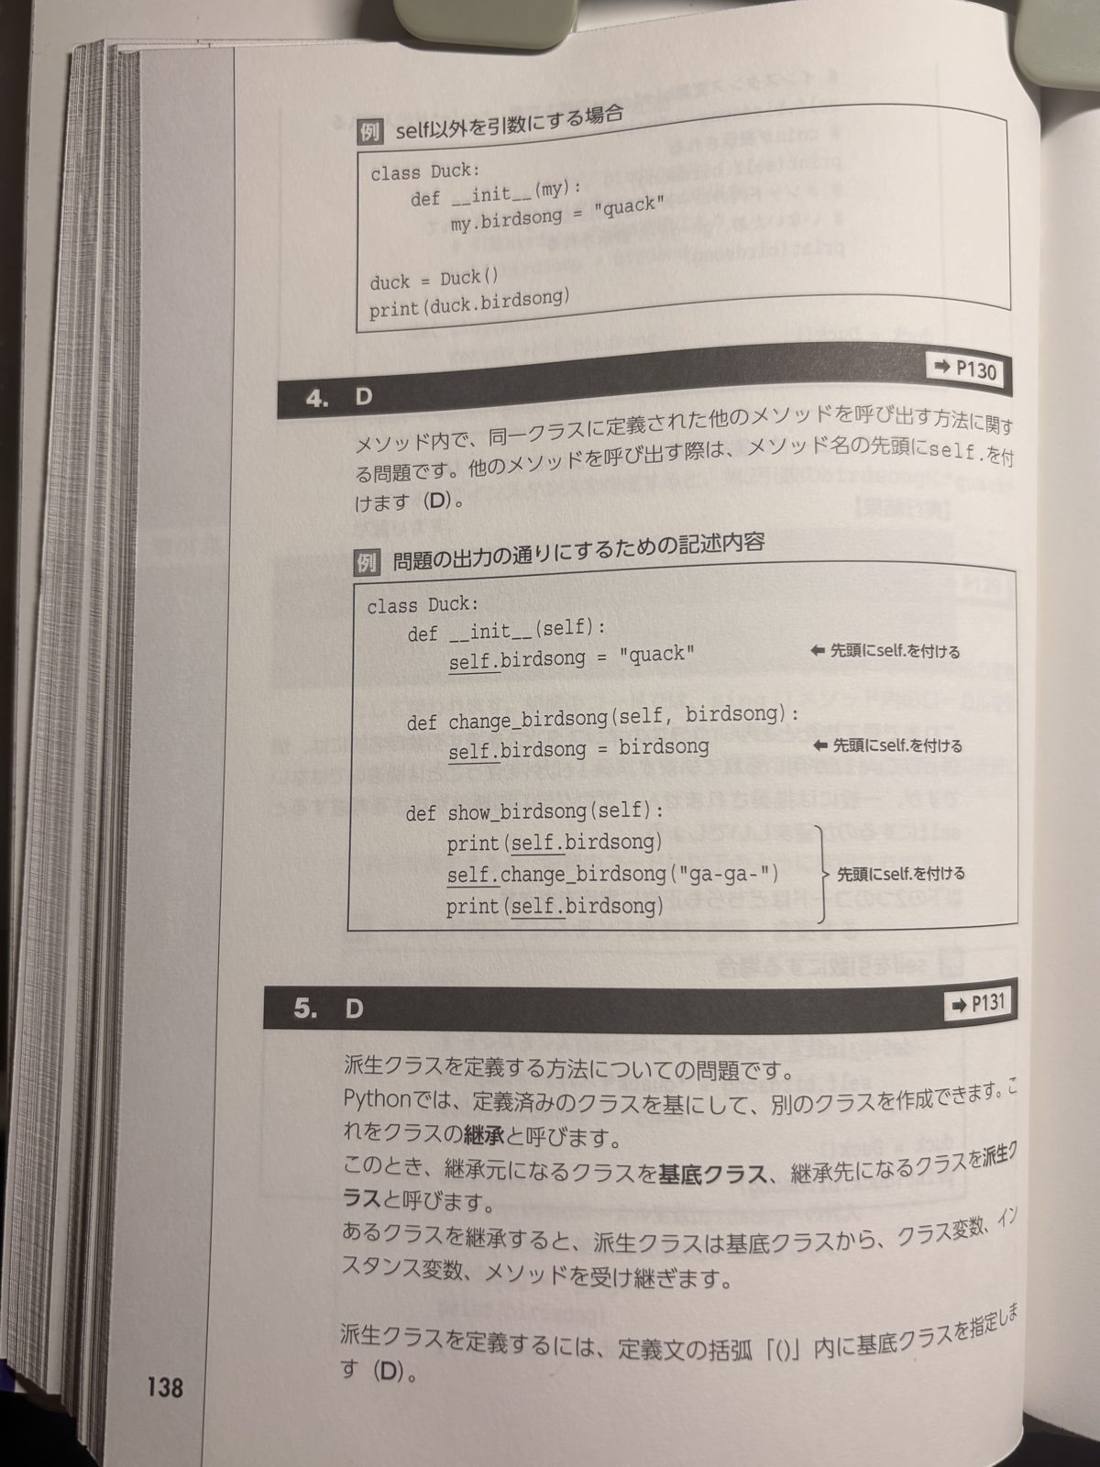 例 self以外を引数にする場合
class Duck:
    def __init__(my):
        my.birdsong = "quack"

duck = Duck()
print(duck.birdsong)
4. D ➡ P130
メソッド内で、同一クラスに定義された他のメソッドを呼び出す方法に関す
る問題です。他のメソッドを呼び出す際は、メソッド名の先頭にself.を付
けます（D）。
例 問題の出力の通りにするための記述内容
class Duck:
    def __init__(self):
        self.birdsong = "quack" ⬅ 先頭にself.を付ける

    def change_birdsong(self, birdsong):
        self.birdsong = birdsong ⬅ 先頭にself.を付ける

    def show_birdsong(self):
        print(self.birdsong)
        self.change_birdsong("ga-ga-") 先頭にself.を付ける
        print(self.birdsong)
5. D ➡ P131
派生クラスを定義する方法についての問題です。
Pythonでは、定義済みのクラスを基にして、別のクラスを作成できます。こ
れをクラスの継承と呼びます。
このとき、継承元になるクラスを基底クラス、継承先になるクラスを派生ク
ラスと呼びます。
あるクラスを継承すると、派生クラスは基底クラスから、クラス変数、イン
スタンス変数、メソッドを受け継ぎます。
派生クラスを定義するには、定義文の括弧「()」内に基底クラスを指定しま
す（D）。
138